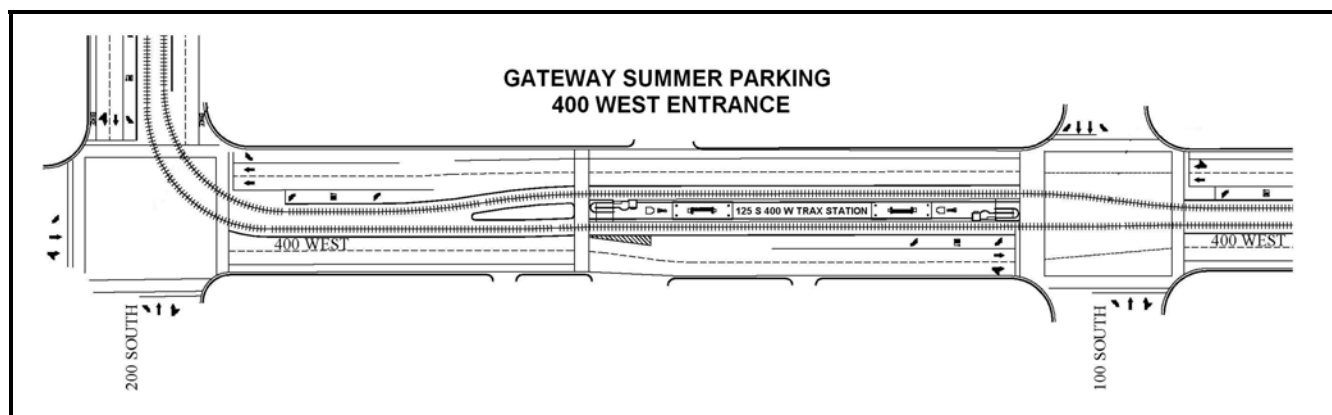 GATEWAY SUMMER PARKING
400 WEST ENTRANCE
125 S 400 W TRAX STATION
400 WEST
400 WEST
200 SOUTH
100 SOUTH